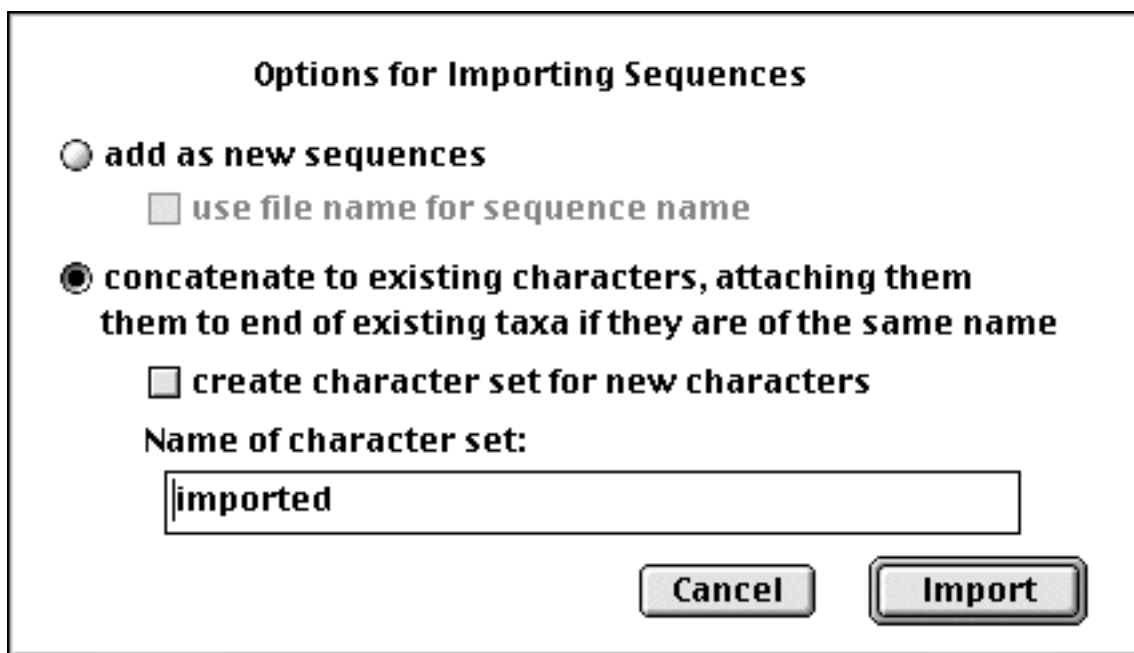 Options for Importing Sequences
add as new sequences
use file name for sequence name
concatenate to existing characters, attaching them
them to end of existing taxa if they are of the same name
create character set for new characters
Name of character set:
imported
Cancel Import